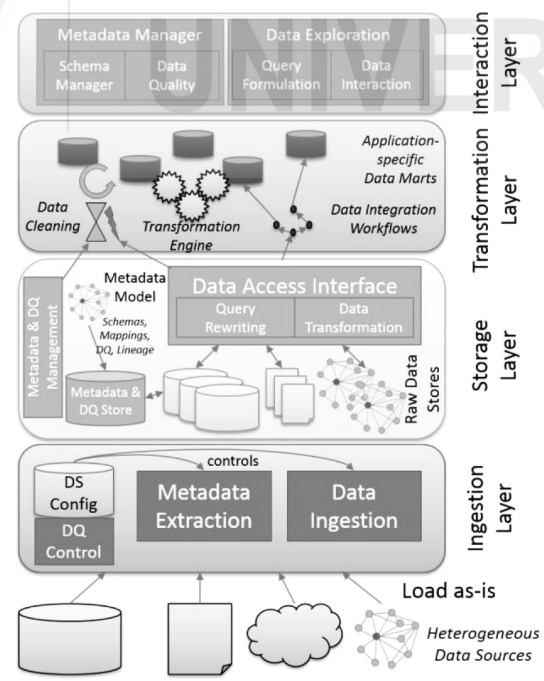 UNIVER
Metadata Manager
Data Exploration
Schema
Manager
Data
Quality
Query
Formulation
Data
Interaction
Interaction
Layer
Application-
specific
Data Marts
Data
Cleaning
Transformation
Engine
Data Integration
Workflows
Transformation
Layer
Metadata & DQ
Management
Metadata
Model
Schemas,
Mappings,
DQ, Lineage
Data Access Interface
Query
Rewriting
Data
Transformation
Metadata &
DQ Store
Raw Data
Stores
Storage
Layer
controls
DS
Config
DQ
Control
Metadata
Extraction
Data
Ingestion
Ingestion
Layer
Load as-is
Heterogeneous
Data Sources